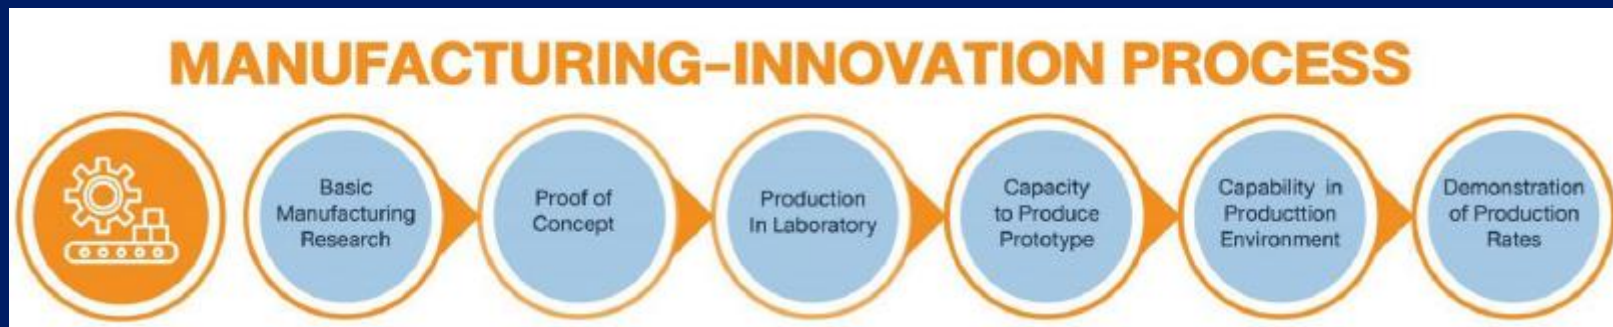 MANUFACTURING-INNOVATION PROCESS
Basic
Manufacturing
Research
Proof of
Concept
Production
In Laboratory
Capacity
to Produce
Prototype
Capability in
Producttion
Environment
Demonstration
of Production
Rates